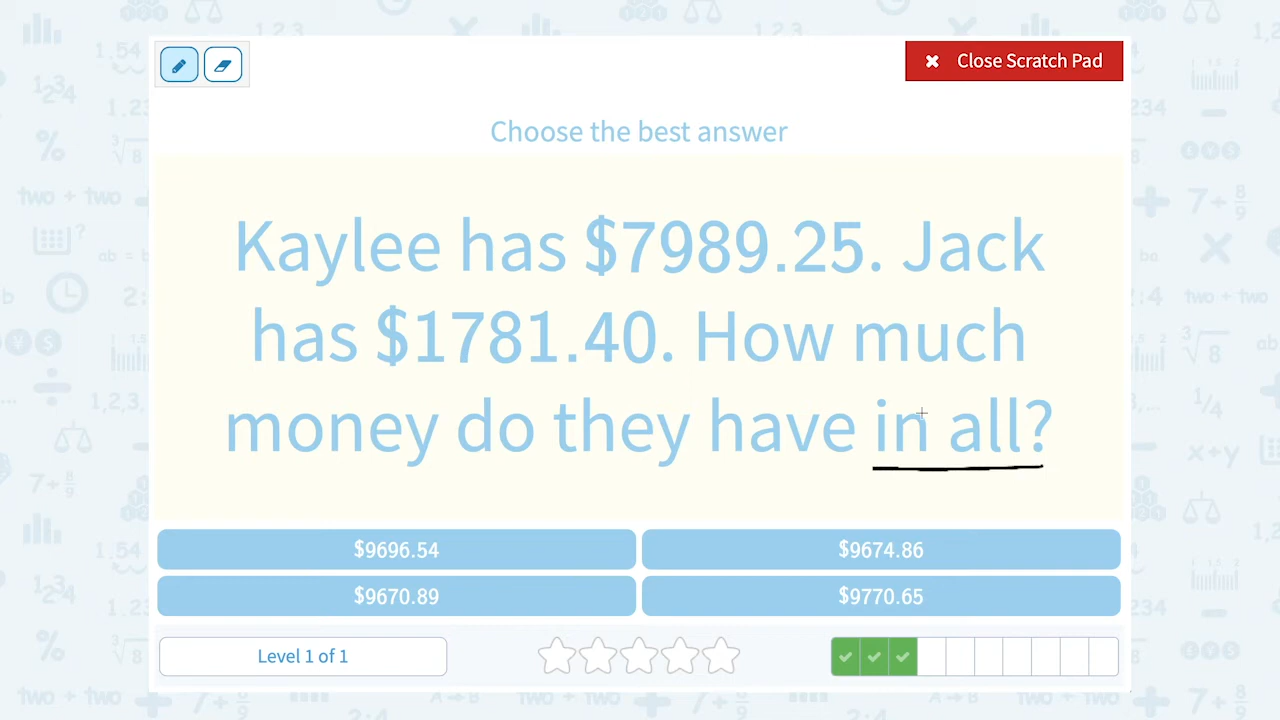 Close Scratch Pad
Choose the best answer
Kaylee has $7989.25. Jack
has $1781.40. How much
money do they have in all?
$9696.54
$9674.86
$9670.89
$9770.65
Level 1 of 1